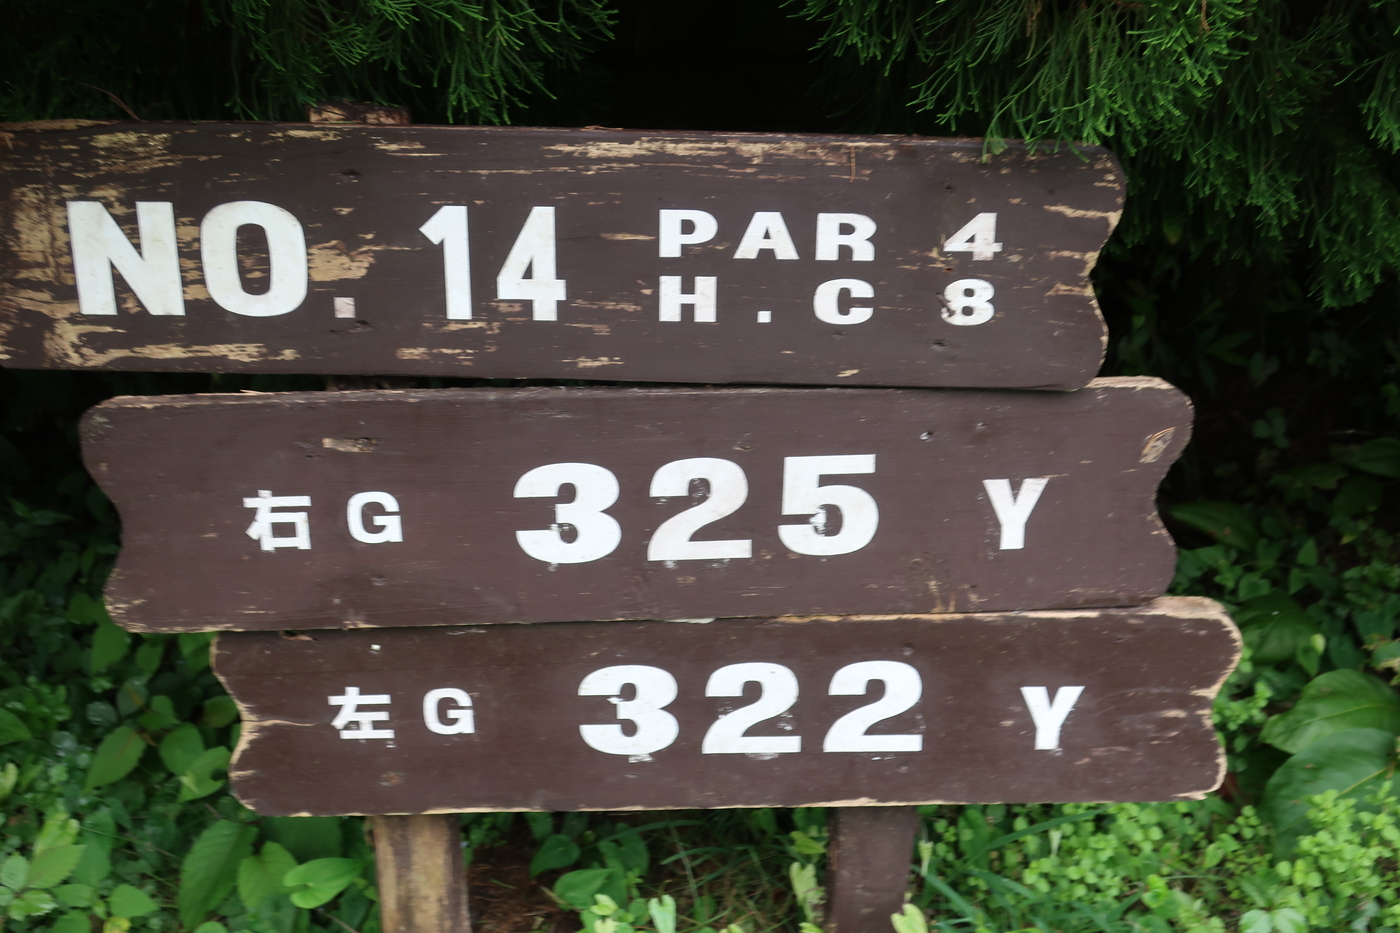 NO. 14 PAR 4
H.C 8
右G 325 Y
左G 322 Y